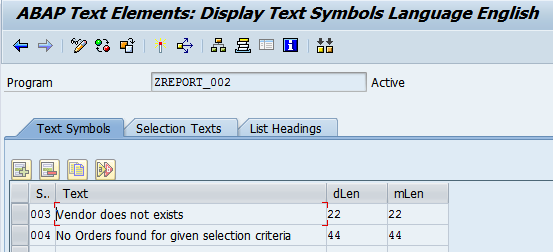 ABAP Text Elements: Display Text Symbols Language English
Program ZREPORT_002 Active
Text Symbols Selection Texts List Headings
S.. Text dLen mLen
003 Vendor does not exists 22 22
004 No Orders found for given selection criteria 44 44